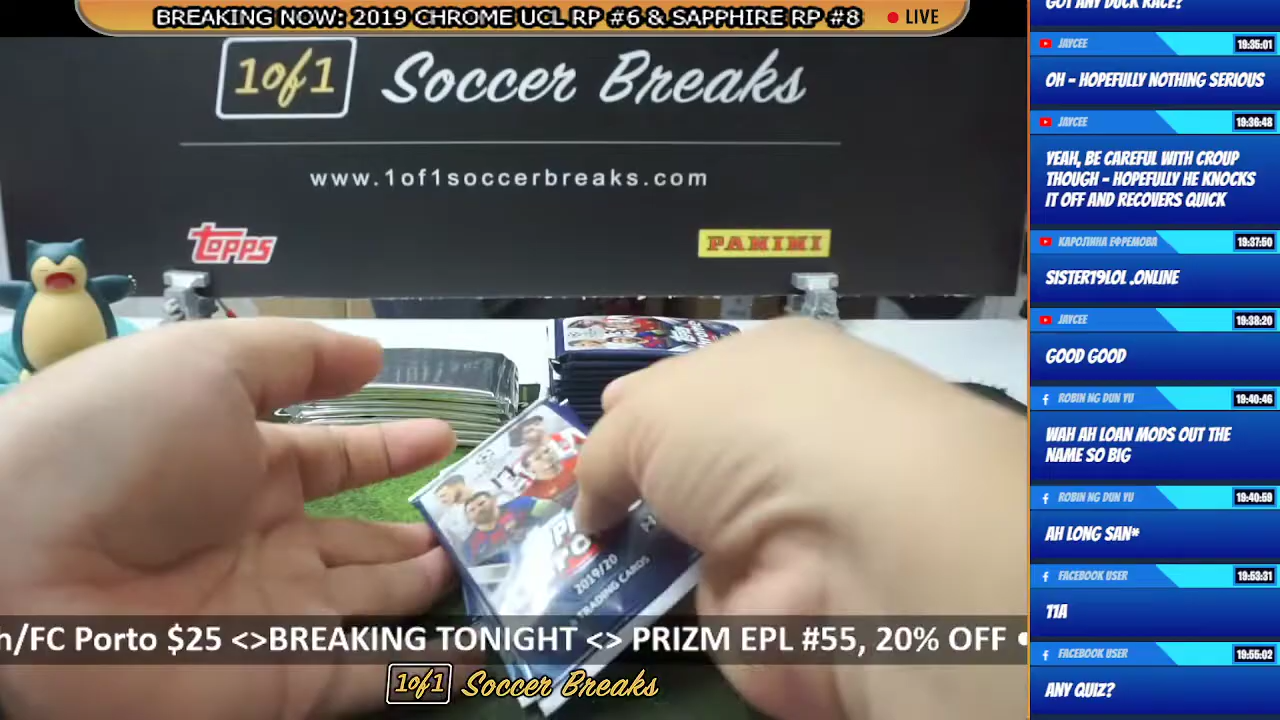 BREAKING NOW: 2019 CHROME UCL RP #6 & SAPPHIRE RP #8
LIVE
1of1 Soccer Breaks
www.1of1soccerbreaks.com
TOPPS
PANINI
2019/20
TRADING CARDS
h/FC Porto $25 <>BREAKING TONIGHT <> PRIZM EPL #55, 20% OFF
1of1 Soccer Breaks
GOT ANY DUCK RACE?
JAYCEE
19:35:01
OH - HOPEFULLY NOTHING SERIOUS
JAYCEE
19:36:48
YEAH, BE CAREFUL WITH CROUP
THOUGH - HOPEFULLY HE KNOCKS
IT OFF AND RECOVERS QUICK
КАРОЛИНА ЕФРЕМОВА
19:37:50
SISTER19LOL .ONLINE
JAYCEE
19:38:20
GOOD GOOD
ROBIN NG DUN YU
19:40:46
WAH AH LOAN MODS OUT THE
NAME SO BIG
ROBIN NG DUN YU
19:40:59
AH LONG SAN*
FACEBOOK USER
19:53:31
11A
FACEBOOK USER
19:55:02
ANY QUIZ?